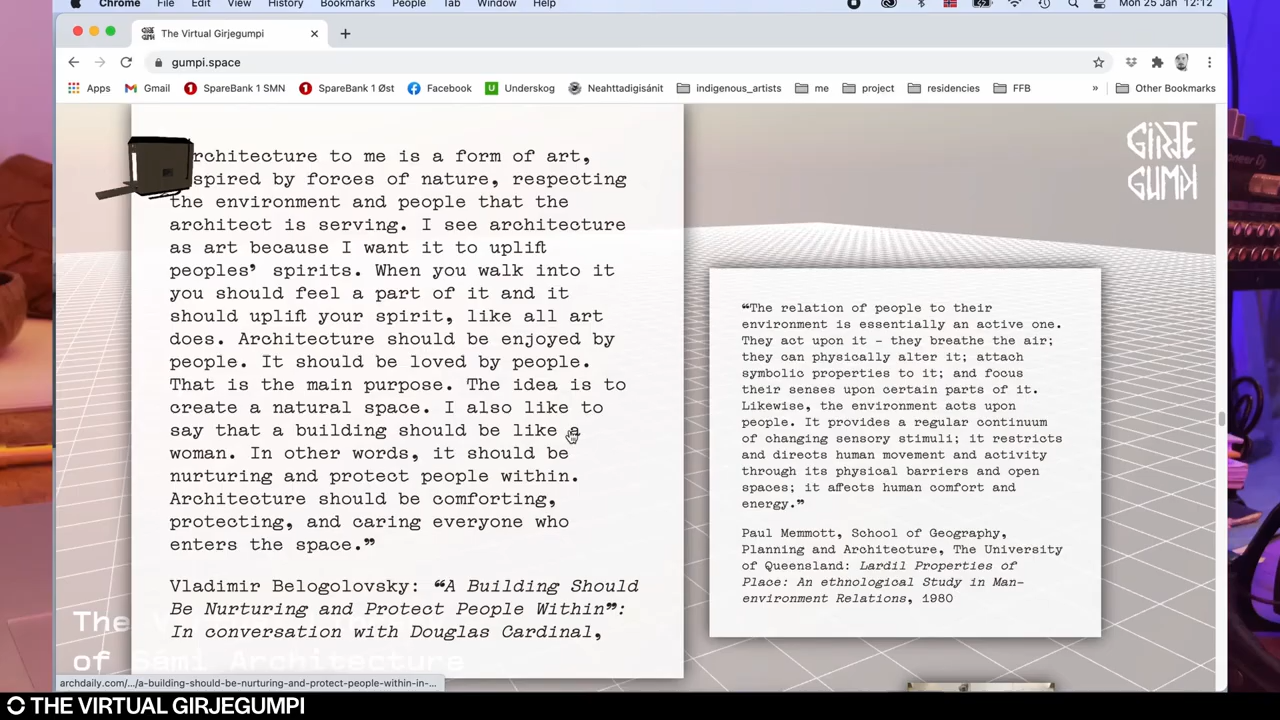 Chrome File Edit View History Bookmarks People Tab Window Help Mon 25 Jan 12:12
The Virtual Girjegumpi
gumpi.space
Apps Gmail SpareBank 1 SMN SpareBank 1 Øst Facebook Underskog Neahttadigisánit indigenous_artists me project residencies FFB » Other Bookmarks
GIRJE
GUMPI
rchitecture to me is a form of art,
spired by forces of nature, respecting
the environment and people that the
architect is serving. I see architecture
as art because I want it to uplift
peoples’ spirits. When you walk into it
you should feel a part of it and it
should uplift your spirit, like all art
does. Architecture should be enjoyed by
people. It should be loved by people.
That is the main purpose. The idea is to
create a natural space. I also like to
say that a building should be like a
woman. In other words, it should be
nurturing and protect people within.
Architecture should be comforting,
protecting, and caring everyone who
enters the space.”
Vladimir Belogolovsky: “A Building Should
Be Nurturing and Protect People Within”:
In conversation with Douglas Cardinal,
“The relation of people to their
environment is essentially an active one.
They act upon it – they breathe the air;
they can physically alter it; attach
symbolic properties to it; and focus
their senses upon certain parts of it.
Likewise, the environment acts upon
people. It provides a regular continuum
of changing sensory stimuli; it restricts
and directs human movement and activity
through its physical barriers and open
spaces; it affects human comfort and
energy.”
Paul Memmott, School of Geography,
Planning and Architecture, The University
of Queensland: Lardil Properties of
Place: An ethnological Study in Man-
environment Relations, 1980
The
of Sámi Architecture
archdaily.com/.../a-building-should-be-nurturing-and-protect-people-within-in-...
THE VIRTUAL GIRJEGUMPI